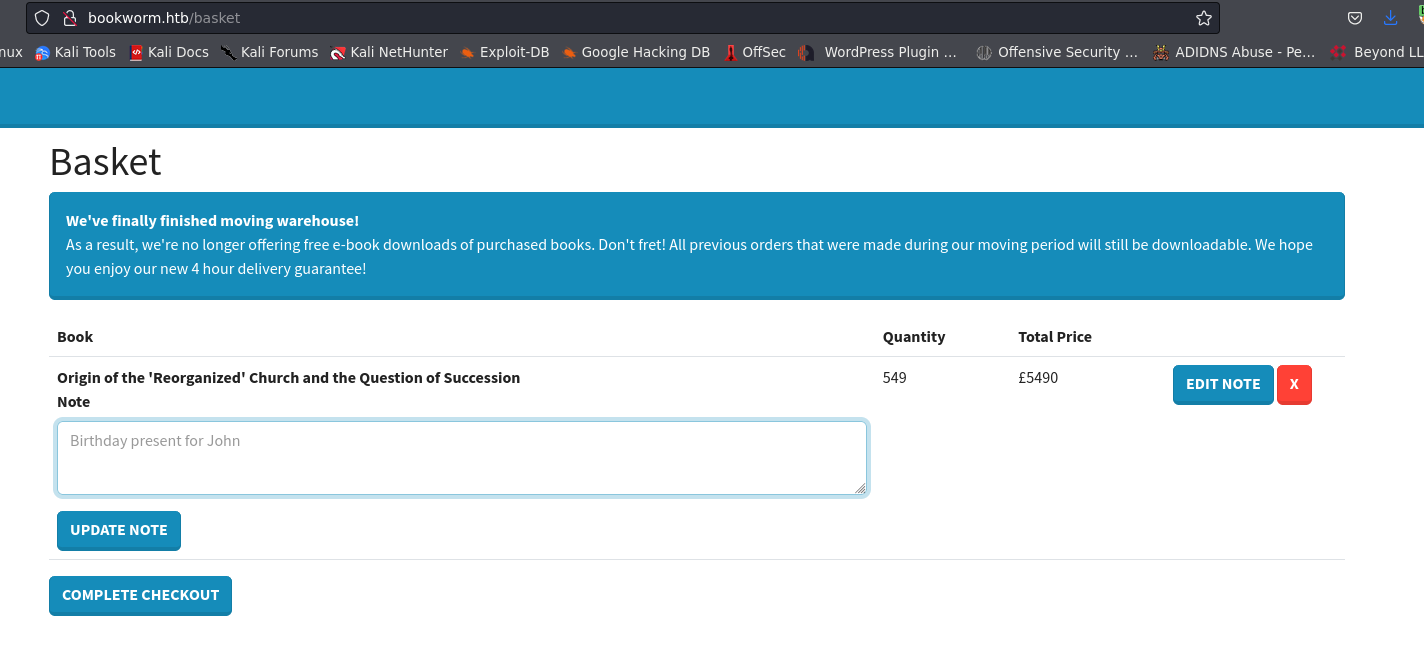 bookworm.htb/basket
nux Kali Tools Kali Docs Kali Forums Kali NetHunter Exploit-DB Google Hacking DB OffSec WordPress Plugin ... Offensive Security ... ADIDNS Abuse - Pe... Beyond LL
Basket
We've finally finished moving warehouse!
As a result, we're no longer offering free e-book downloads of purchased books. Don't fret! All previous orders that were made during our moving period will still be downloadable. We hope
you enjoy our new 4 hour delivery guarantee!
Book Quantity Total Price
Origin of the 'Reorganized' Church and the Question of Succession 549 £5490 EDIT NOTE X
Note
Birthday present for John
UPDATE NOTE
COMPLETE CHECKOUT